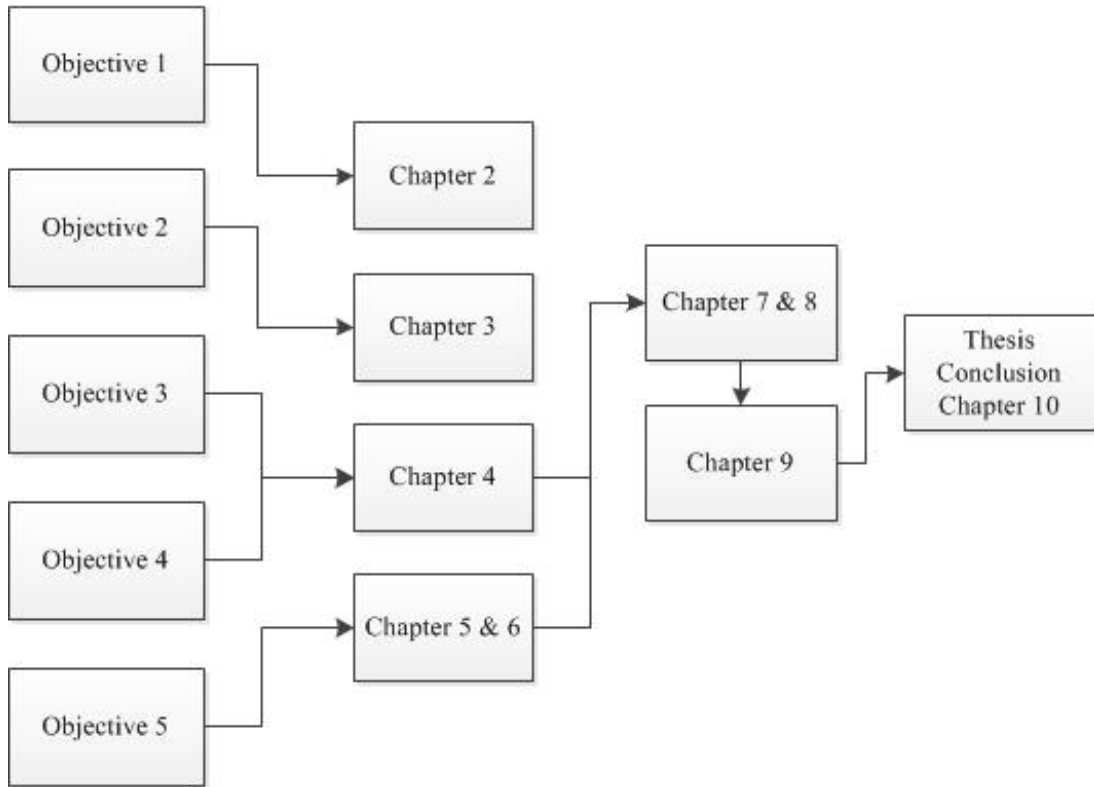 Objective 1
Objective 2
Objective 3
Objective 4
Objective 5
Chapter 2
Chapter 3
Chapter 4
Chapter 5 & 6
Chapter 7 & 8
Chapter 9
Thesis
Conclusion
Chapter 10